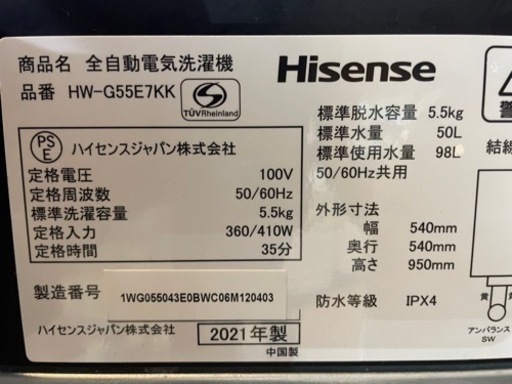 商品名 全自動電気洗濯機
品番 HW-G55E7KK
TÜVRheinland
PS
E
ハイセンスジャパン株式会社
定格電圧 100V
定格周波数 50/60Hz
標準洗濯容量 5.5kg
定格入力 360/410W
定格時間 35分
製造番号 1WG055043E0BWC06M120403
ハイセンスジャパン株式会社 2021年製
中国製
Hisense
標準脱水容量 5.5kg
標準水量 50L
標準使用水量 98L
50/60Hz共用
外形寸法
幅 540mm
奥行 540mm
高さ 950mm
防水等級 IPX4
警
結線
黄 黄
アンバランス
SW